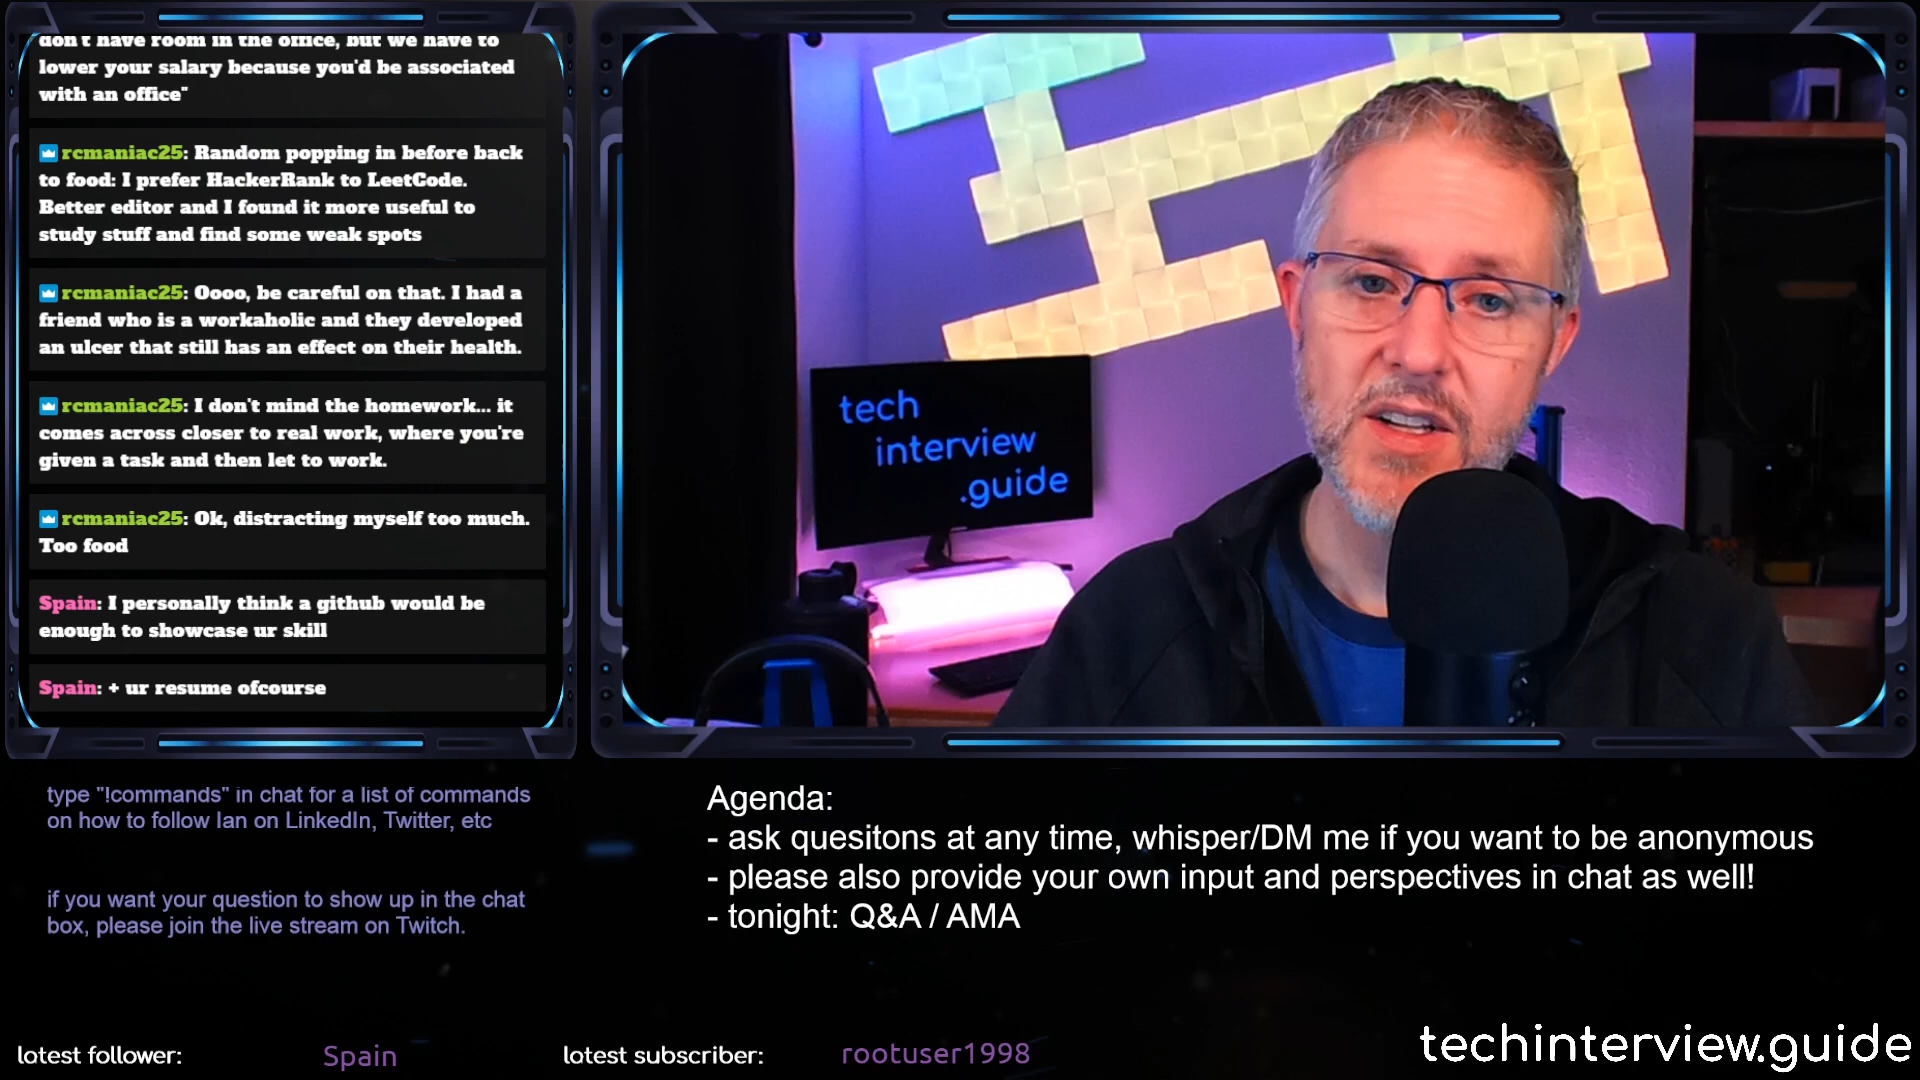 don't have room in the office, but we have to
lower your salary because you'd be associated
with an office"
rcmaniac25: Random popping in before back
to food: I prefer HackerRank to LeetCode.
Better editor and I found it more useful to
study stuff and find some weak spots
rcmaniac25: Oooo, be careful on that. I had a
friend who is a workaholic and they developed
an ulcer that still has an effect on their health.
rcmaniac25: I don't mind the homework... it
comes across closer to real work, where you're
given a task and then let to work.
rcmaniac25: Ok, distracting myself too much.
Too food
Spain: I personally think a github would be
enough to showcase ur skill
Spain: + ur resume ofcourse
tech
interview
.guide
type "!commands" in chat for a list of commands
on how to follow Ian on LinkedIn, Twitter, etc
if you want your question to show up in the chat
box, please join the live stream on Twitch.
Agenda:
- ask quesitons at any time, whisper/DM me if you want to be anonymous
- please also provide your own input and perspectives in chat as well!
- tonight: Q&A / AMA
latest follower: Spain
latest subscriber: rootuser1998
techinterview.guide